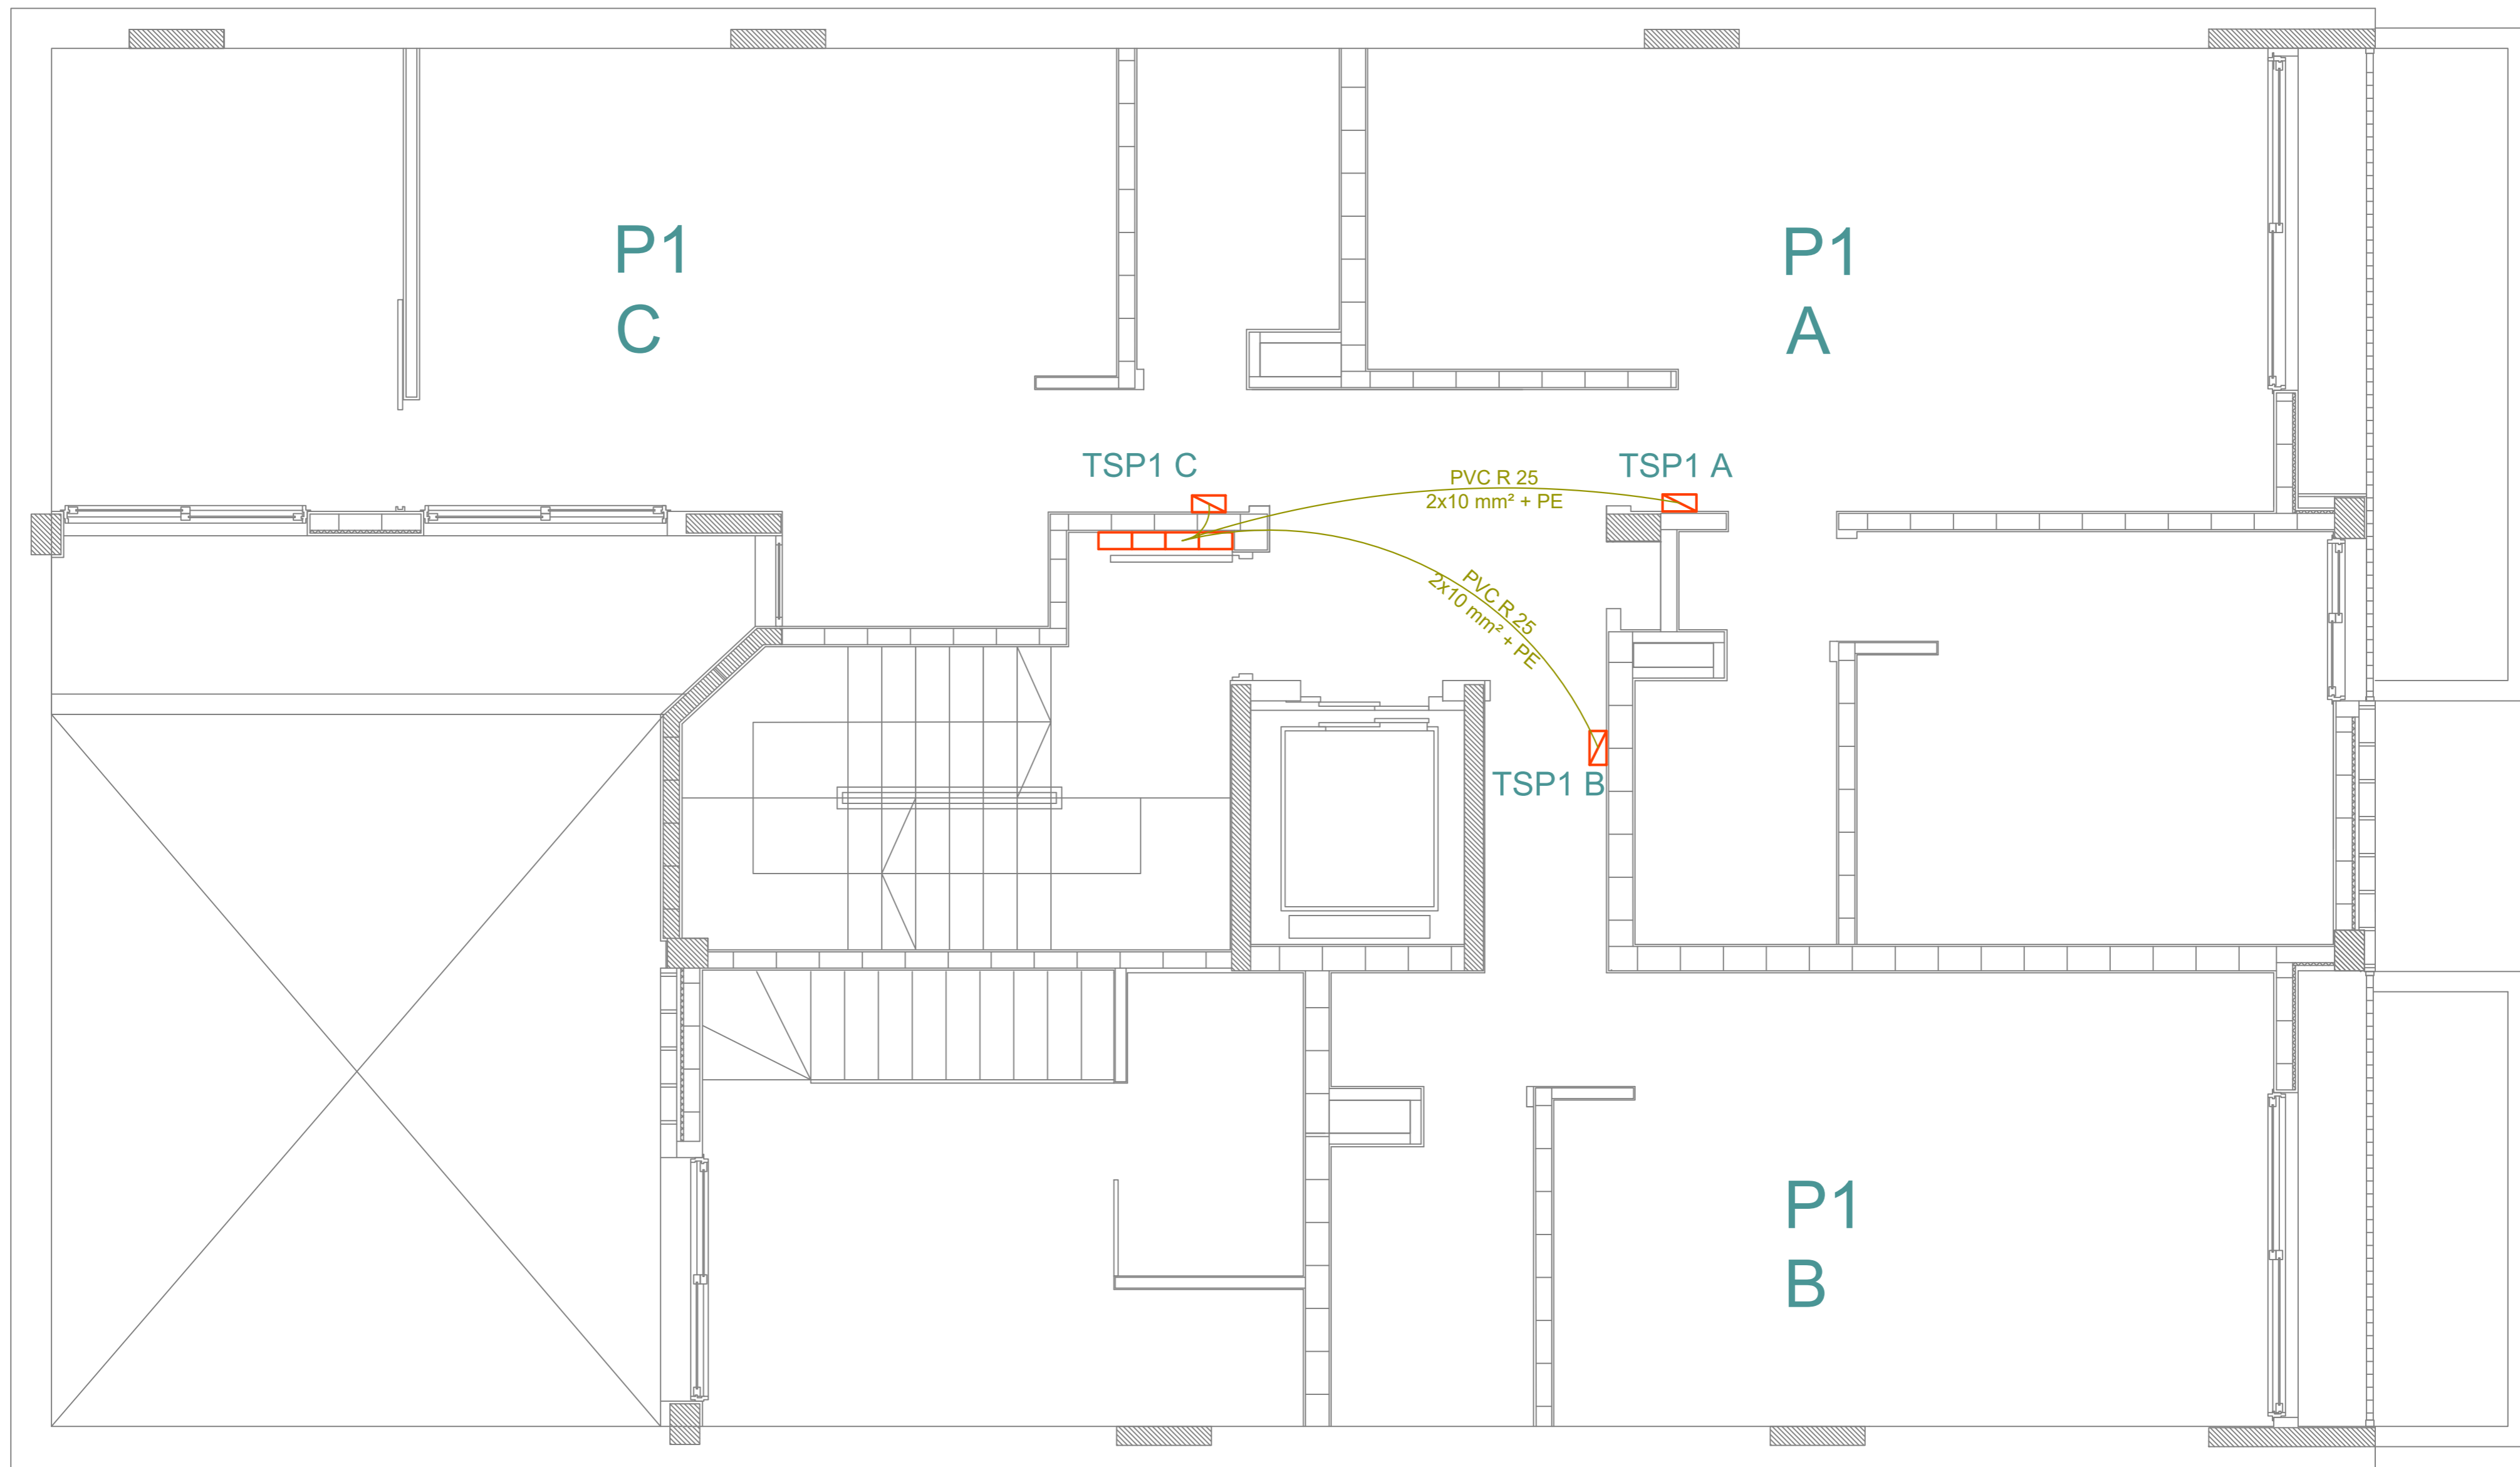 P1
C
P1
A
TSP1 C
PVC R 25
2x10 mm² + PE
TSP1 A
PVC R 25
2x10 mm² + PE
TSP1 B
P1
B